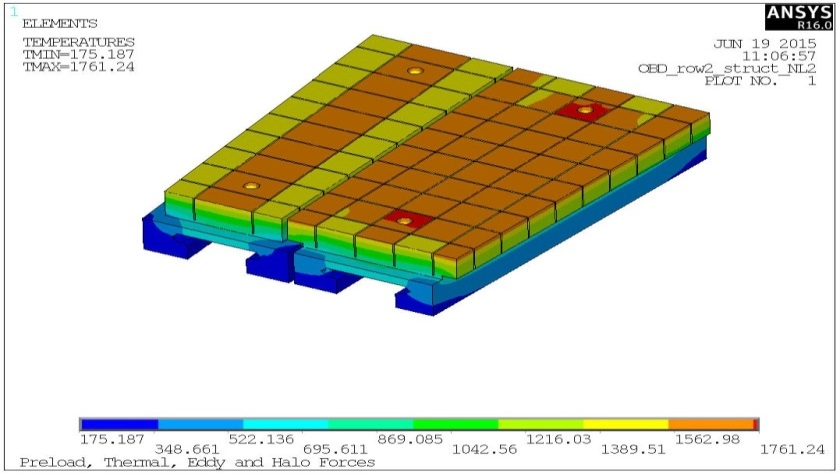 1
ELEMENTS
TEMPERATURES
TMIN=175.187
TMAX=1761.24
ANSYS
R16.0
JUN 19 2015
11:06:57
OBD_row2_struct_NL2
PLOT NO. 1
175.187 348.661 522.136 695.611 869.085 1042.56 1216.03 1389.51 1562.98 1761.24
Preload, Thermal, Eddy and Halo Forces